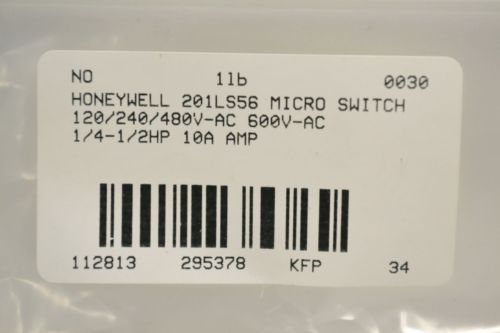 NO 1lb 0030
HONEYWELL 201LS56 MICRO SWITCH
120/240/480V-AC 600V-AC
1/4-1/2HP 10A AMP
112813 295378 KFP 34